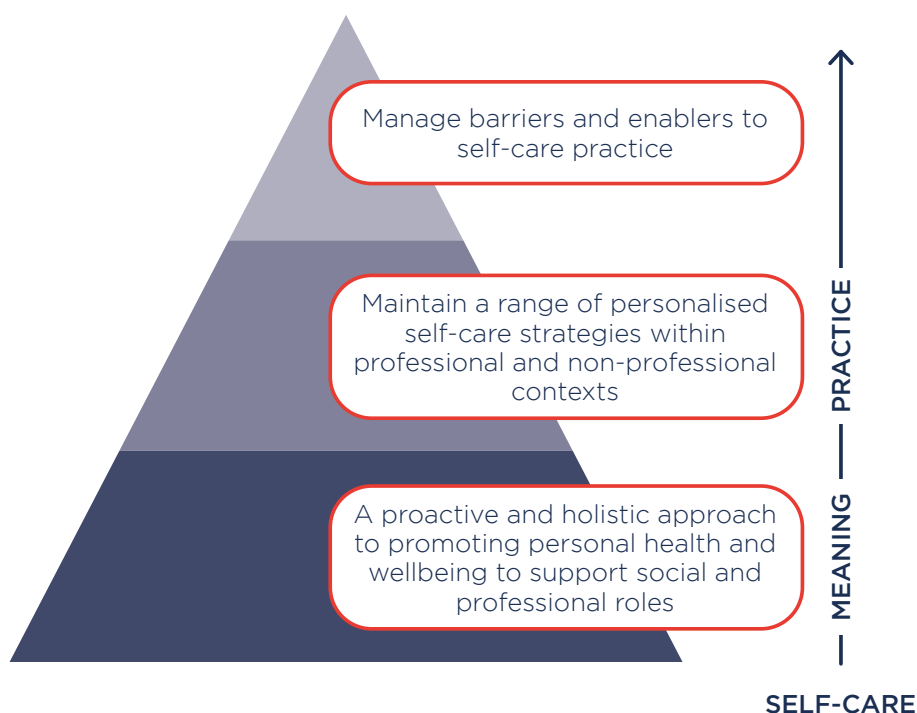 Manage barriers and enablers to
self-care practice
Maintain a range of personalised
self-care strategies within
professional and non-professional
contexts
A proactive and holistic approach
to promoting personal health and
wellbeing to support social and
professional roles
PRACTICE
MEANING
SELF-CARE